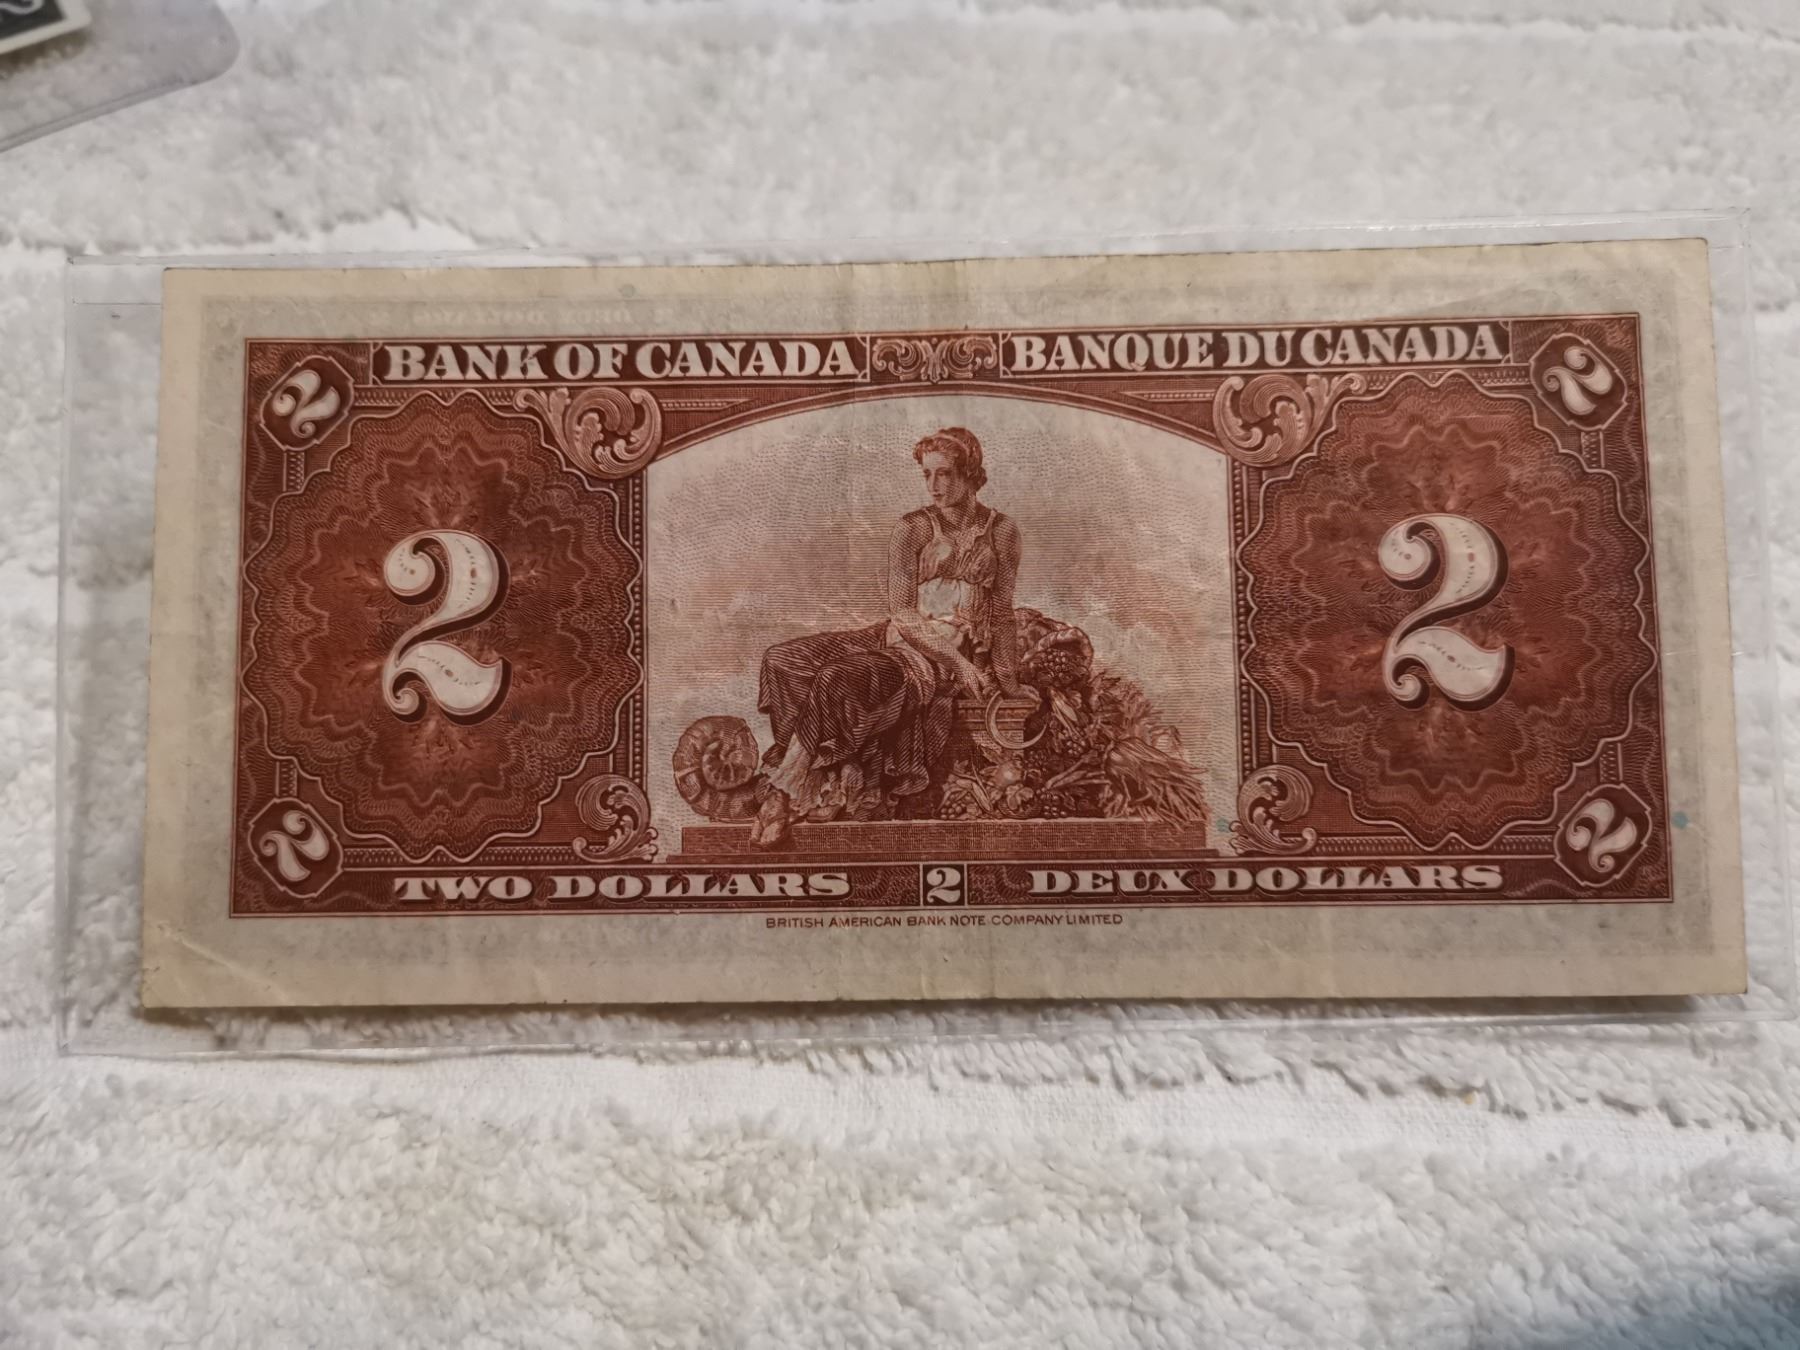 2 BANK OF CANADA BANQUE DU CANADA 2
2 2
2 TWO DOLLARS 2 DEUX DOLLARS 2
BRITISH AMERICAN BANK NOTE COMPANY LIMITED